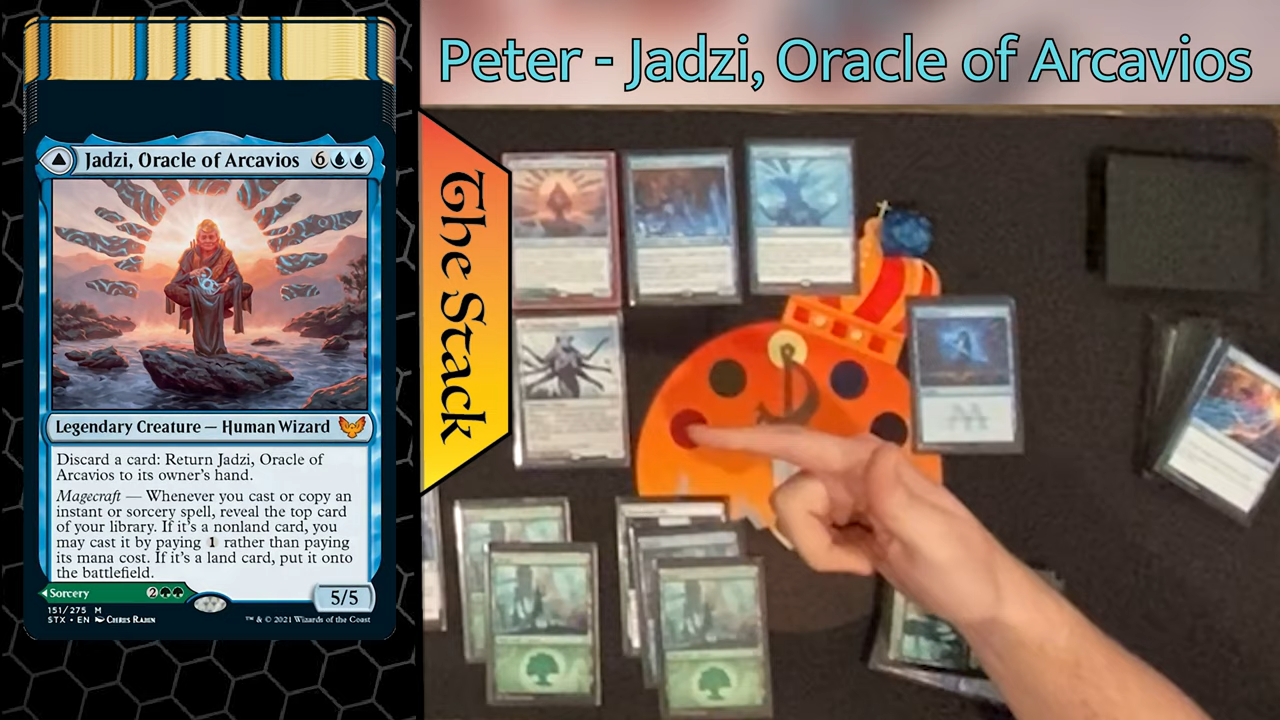 Peter - Jadzi, Oracle of Arcavios
Jadzi, Oracle of Arcavios 6
Legendary Creature — Human Wizard
Discard a card: Return Jadzi, Oracle of
Arcavios to its owner's hand.
Magecraft — Whenever you cast or copy an
instant or sorcery spell, reveal the top card
of your library. If it's a nonland card, you
may cast it by paying 1 rather than paying
its mana cost. If it's a land card, put it onto
the battlefield.
Sorcery 2
5/5
151/275 M
STX • EN
™ & © 2021 Wizards of the Coast
The Stack